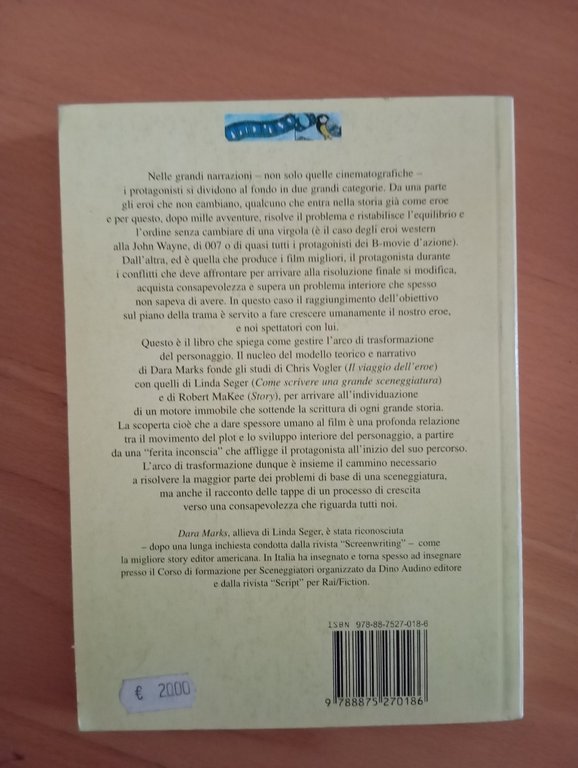 Nelle grandi narrazioni – non solo quelle cinematografiche –
i protagonisti si dividono al fondo in due grandi categorie. Da una parte
gli eroi che non cambiano, qualcuno che entra nella storia già come eroe
e per questo, dopo mille avventure, risolve il problema e ristabilisce l'equilibrio e
l'ordine senza cambiare di una virgola (è il caso degli eroi western
alla John Wayne, di 007 o di quasi tutti i protagonisti dei B-movie d'azione).
Dall'altra, ed è quella che produce i film migliori, il protagonista durante
i conflitti che deve affrontare per arrivare alla risoluzione finale si modifica,
acquista consapevolezza e supera un problema interiore che spesso
non sapeva di avere. In questo caso il raggiungimento dell'obiettivo
sul piano della trama è servito a fare crescere umanamente il nostro eroe,
e noi spettatori con lui.
Questo è il libro che spiega come gestire l'arco di trasformazione
del personaggio. Il nucleo del modello teorico e narrativo
di Dara Marks fonde gli studi di Chris Vogler (Il viaggio dell'eroe)
con quelli di Linda Seger (Come scrivere una grande sceneggiatura)
e di Robert MaKee (Story), per arrivare all'individuazione
di un motore immobile che sottende la scrittura di ogni grande storia.
La scoperta cioè che a dare spessore umano al film è una profonda relazione
tra il movimento del plot e lo sviluppo interiore del personaggio, a partire
da una "ferita inconscia" che affligge il protagonista all'inizio del suo percorso.
L'arco di trasformazione dunque è insieme il cammino necessario
a risolvere la maggior parte dei problemi di base di una sceneggiatura,
ma anche il racconto delle tappe di un processo di crescita
verso una consapevolezza che riguarda tutti noi.
Dara Marks, allieva di Linda Seger, è stata riconosciuta
– dopo una lunga inchiesta condotta dalla rivista "Screenwriting" – come
la migliore story editor americana. In Italia ha insegnato e torna spesso ad insegnare
presso il Corso di formazione per Sceneggiatori organizzato da Dino Audino editore
e dalla rivista "Script" per Rai/Fiction.
ISBN 978-88-7527-018-6
9 788875 270186
€ 20.00